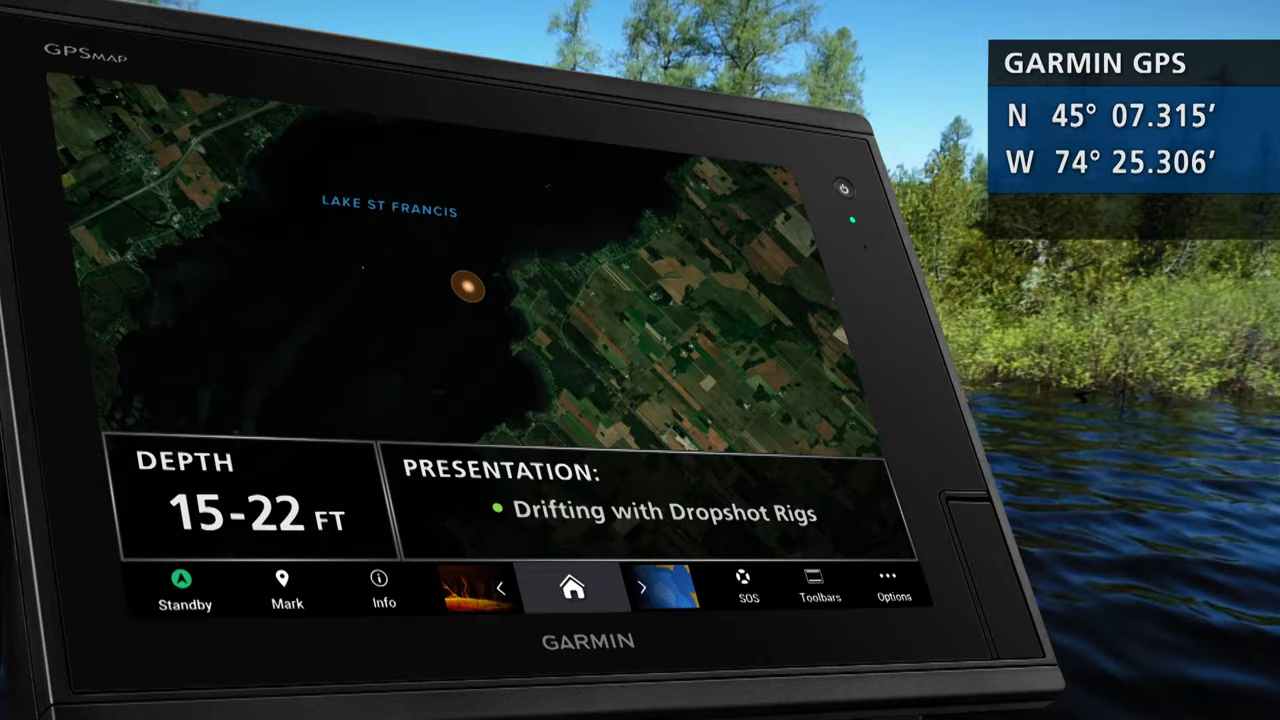 GPSMAP
GARMIN GPS
N 45° 07.315’
W 74° 25.306’
LAKE ST FRANCIS
DEPTH
15-22 FT
PRESENTATION:
• Drifting with Dropshot Rigs
Standby
Mark
Info
SOS
Toolbars
Options
GARMIN